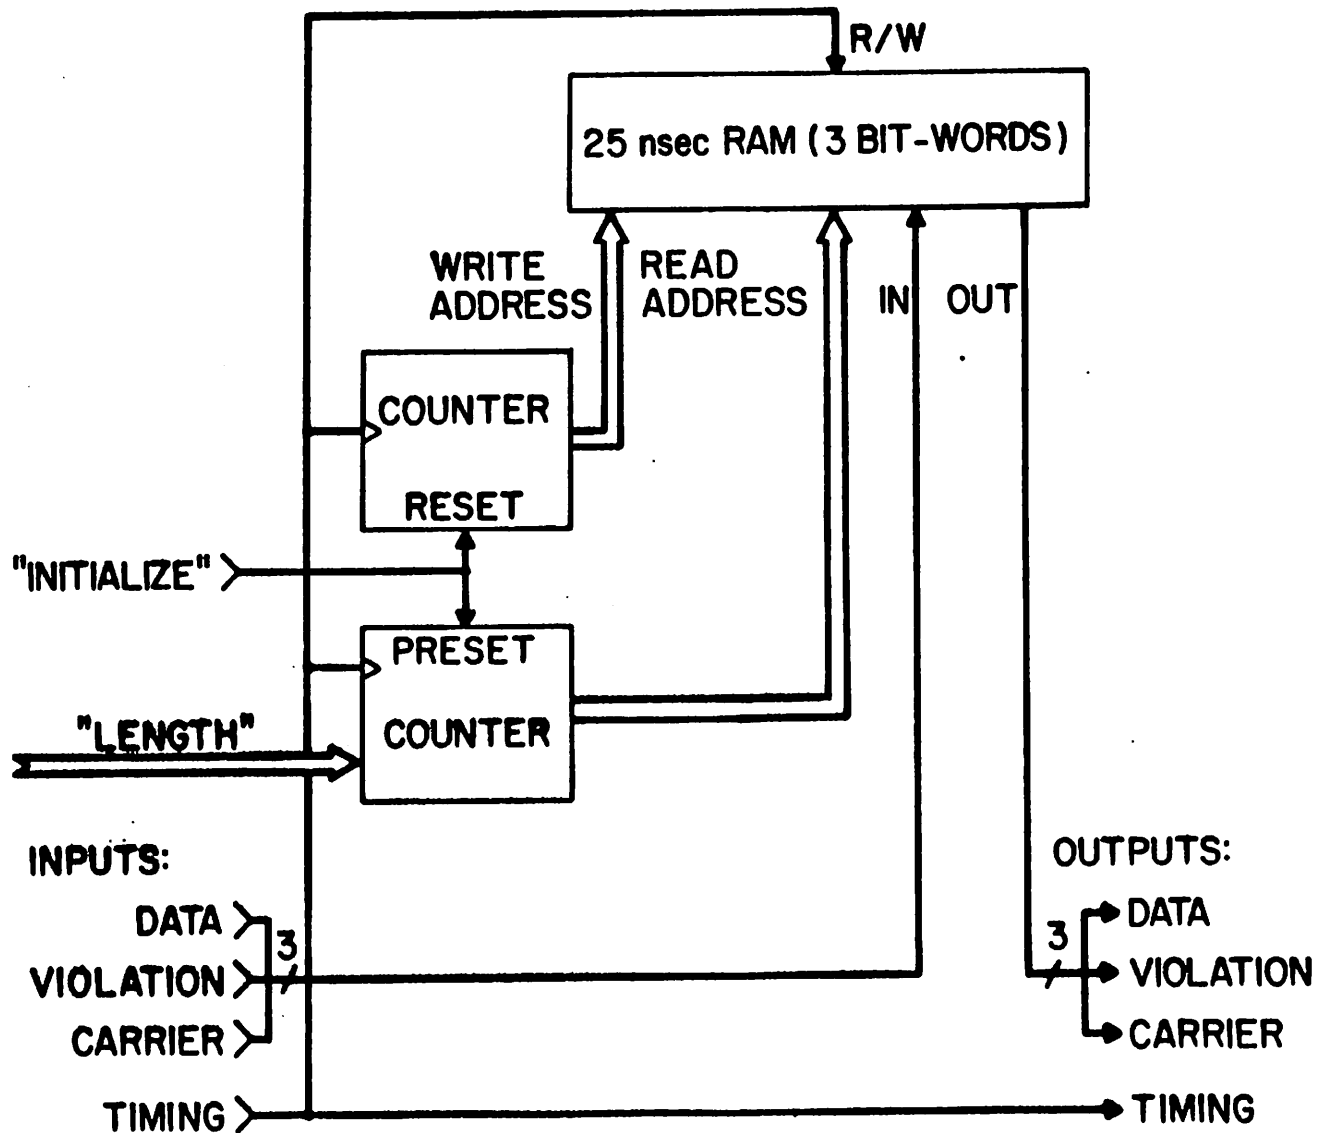 R/W
25 nsec RAM (3 BIT-WORDS)
WRITE
ADDRESS
READ
ADDRESS
IN
OUT
COUNTER
RESET
"INITIALIZE"
PRESET
COUNTER
"LENGTH"
INPUTS:
DATA
VIOLATION
CARRIER
TIMING
3
OUTPUTS:
3
DATA
VIOLATION
CARRIER
TIMING